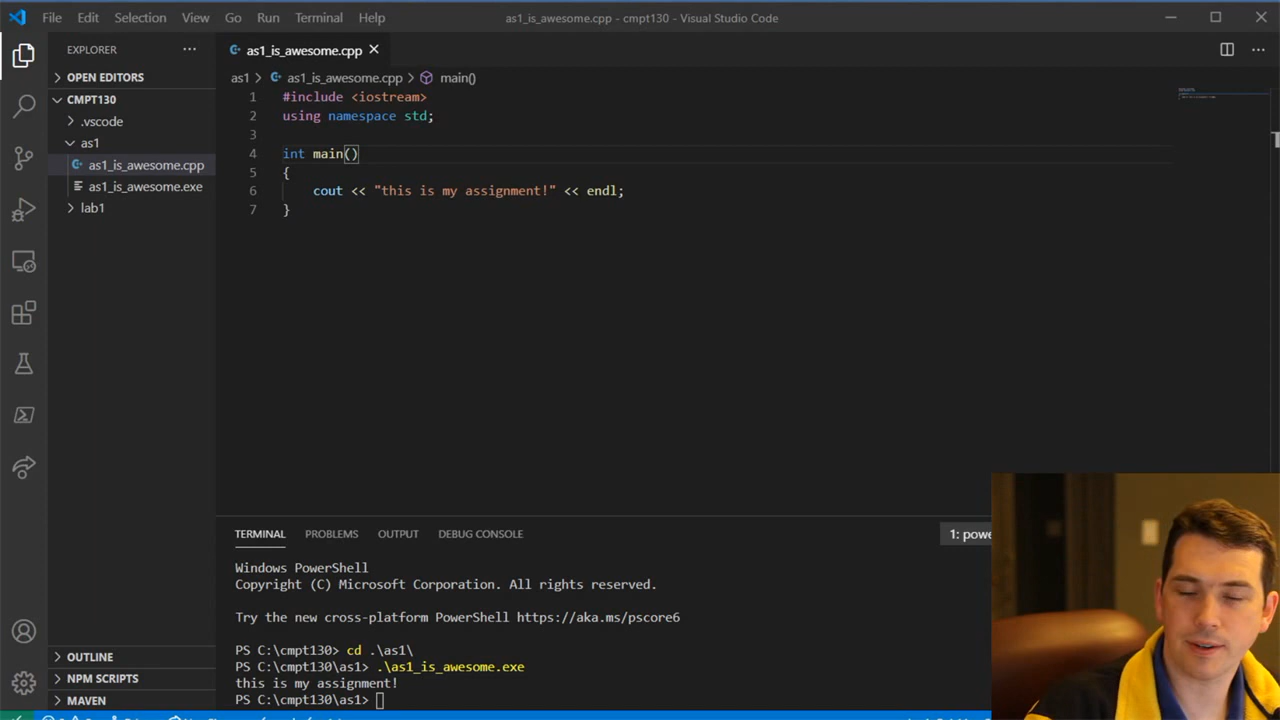 File Edit Selection View Go Run Terminal Help
as1_is_awesome.cpp - cmpt130 - Visual Studio Code
EXPLORER
OPEN EDITORS
CMPT130
.vscode
as1
as1_is_awesome.cpp
as1_is_awesome.exe
lab1
OUTLINE
NPM SCRIPTS
MAVEN
as1_is_awesome.cpp
as1 > as1_is_awesome.cpp > main()
1 #include <iostream>
2 using namespace std;
3
4 int main()
5 {
6 cout << "this is my assignment!" << endl;
7 }
TERMINAL PROBLEMS OUTPUT DEBUG CONSOLE
1: powe
Windows PowerShell
Copyright (C) Microsoft Corporation. All rights reserved.
Try the new cross-platform PowerShell https://aka.ms/pscore6
PS C:\cmpt130> cd .\as1\
PS C:\cmpt130\as1> .\as1_is_awesome.exe
this is my assignment!
PS C:\cmpt130\as1>